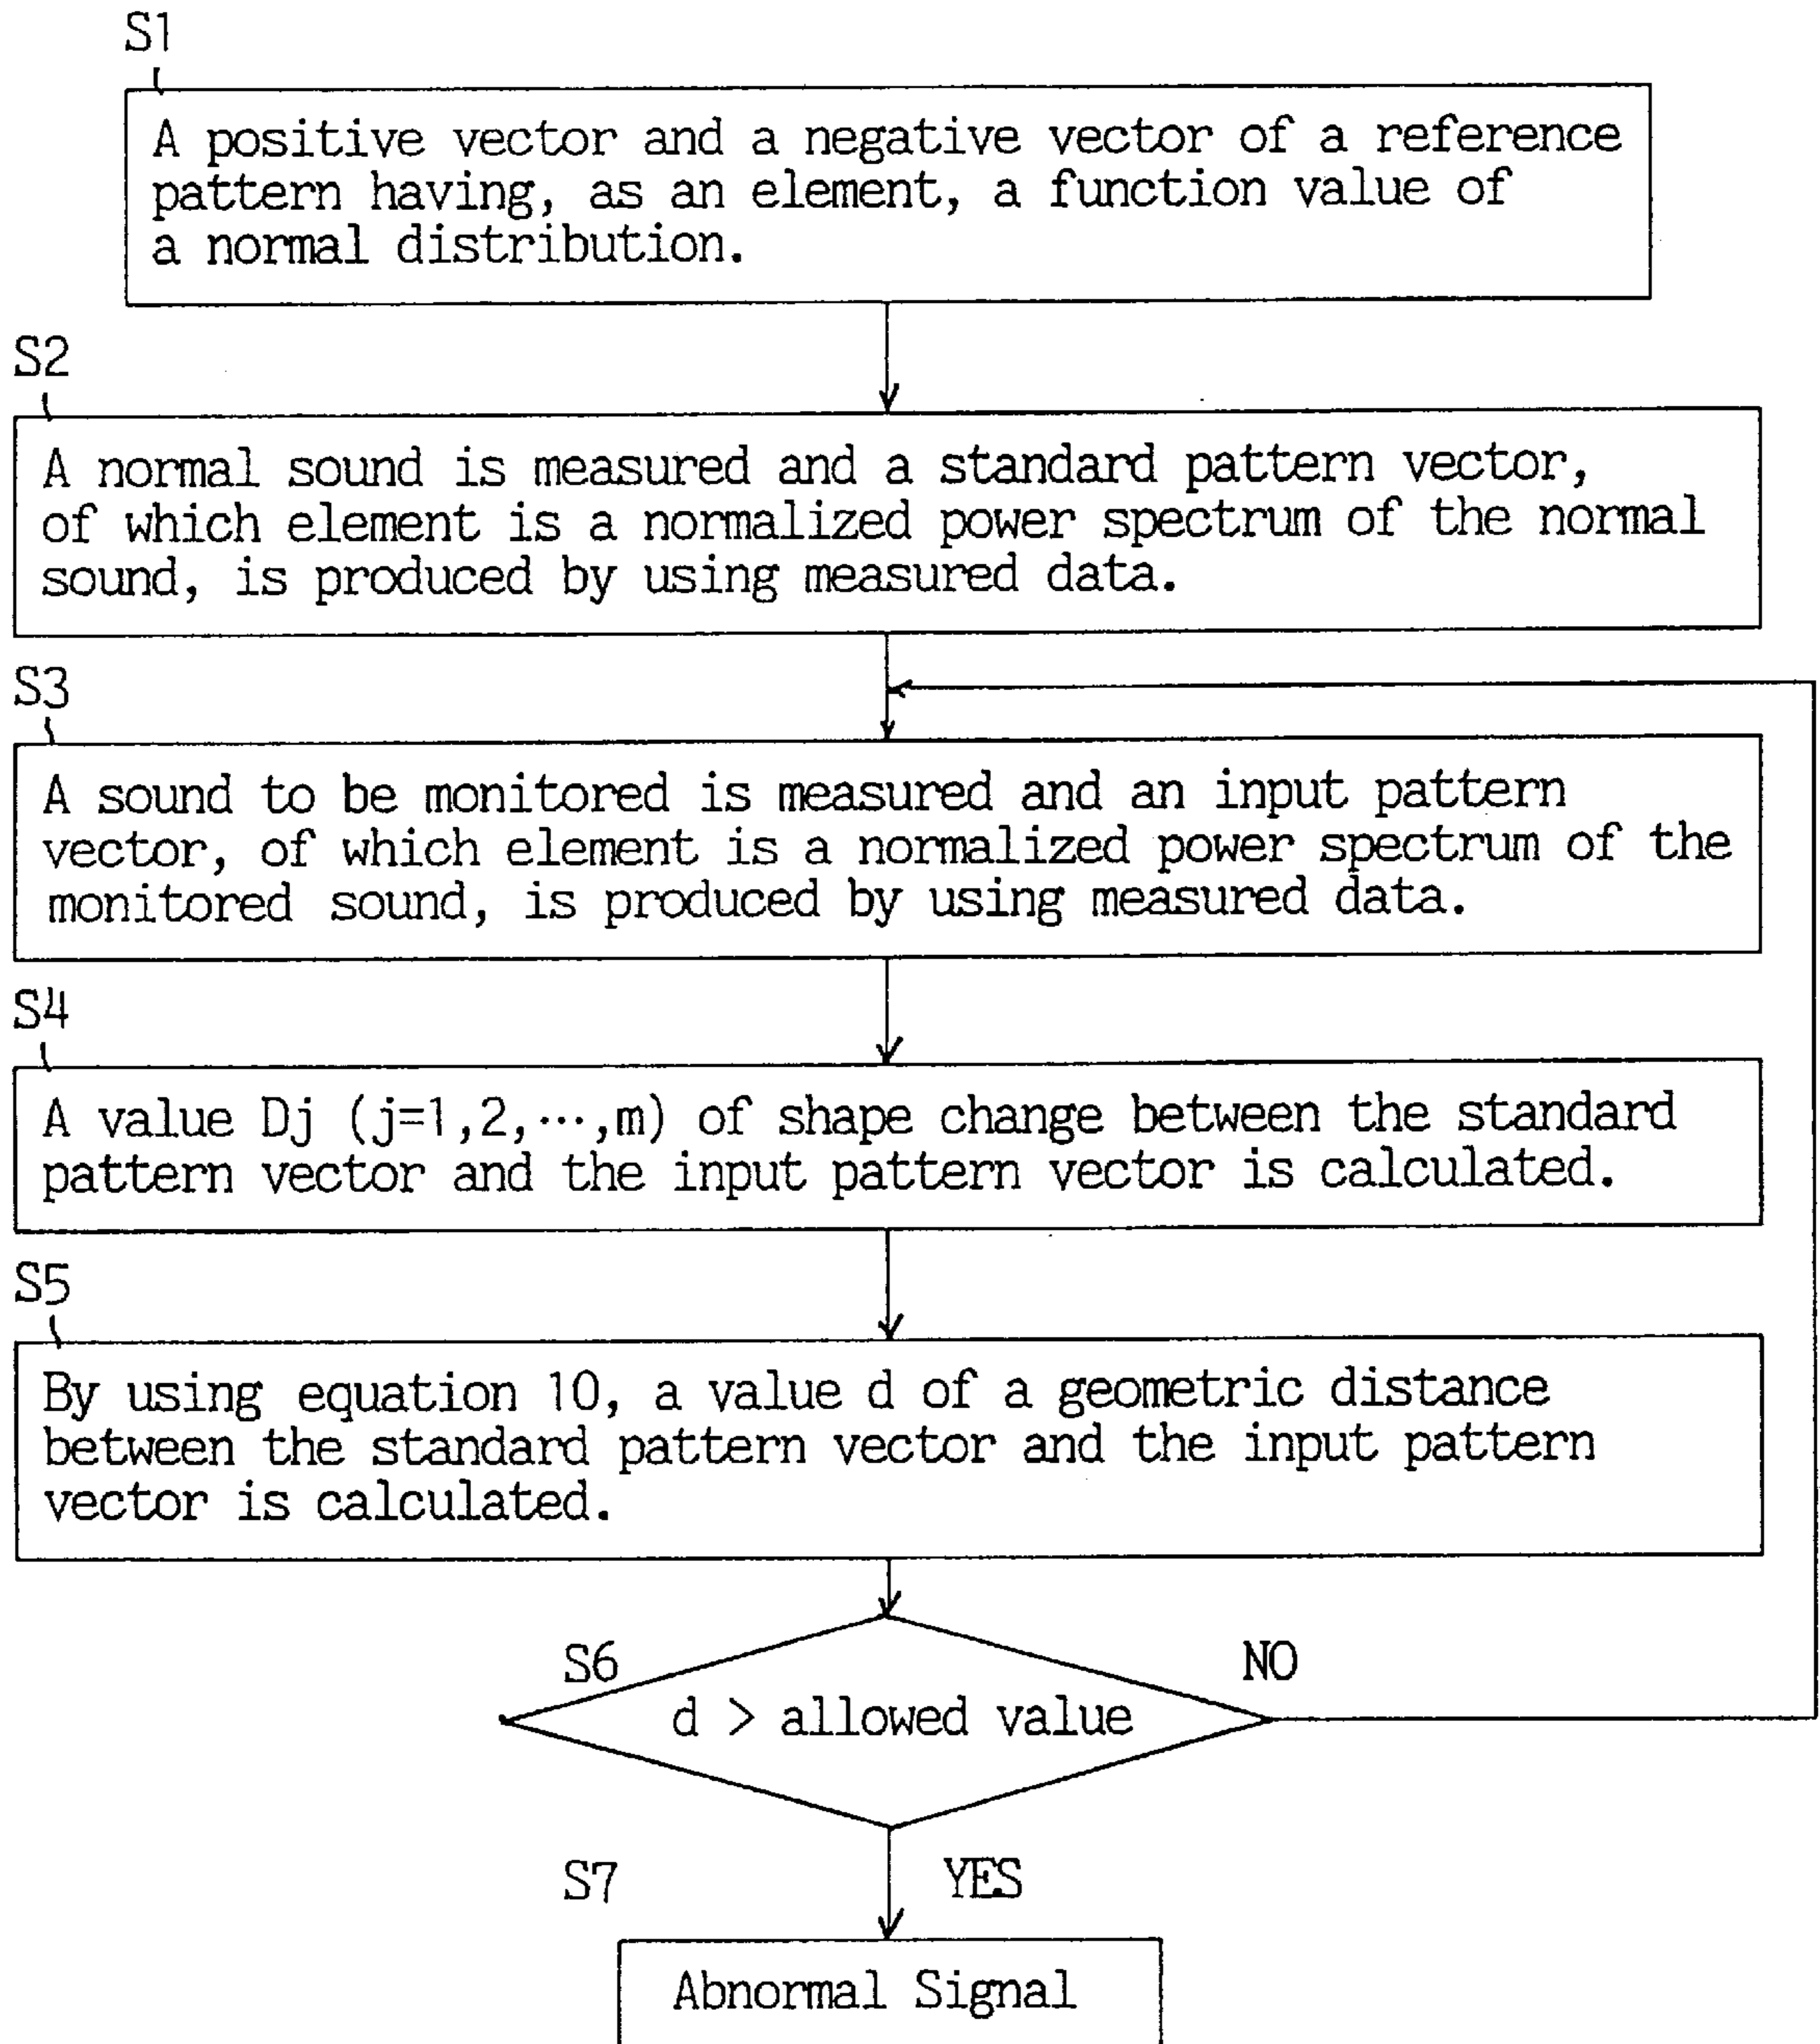 S1
A positive vector and a negative vector of a reference
pattern having, as an element, a function value of
a normal distribution.
S2
A normal sound is measured and a standard pattern vector,
of which element is a normalized power spectrum of the normal
sound, is produced by using measured data.
S3
A sound to be monitored is measured and an input pattern
vector, of which element is a normalized power spectrum of the
monitored sound, is produced by using measured data.
S4
A value Dj (j=1,2,⋯,m) of shape change between the standard
pattern vector and the input pattern vector is calculated.
S5
By using equation 10, a value d of a geometric distance
between the standard pattern vector and the input pattern
vector is calculated.
S6
NO
d > allowed value
S7
YES
Abnormal Signal